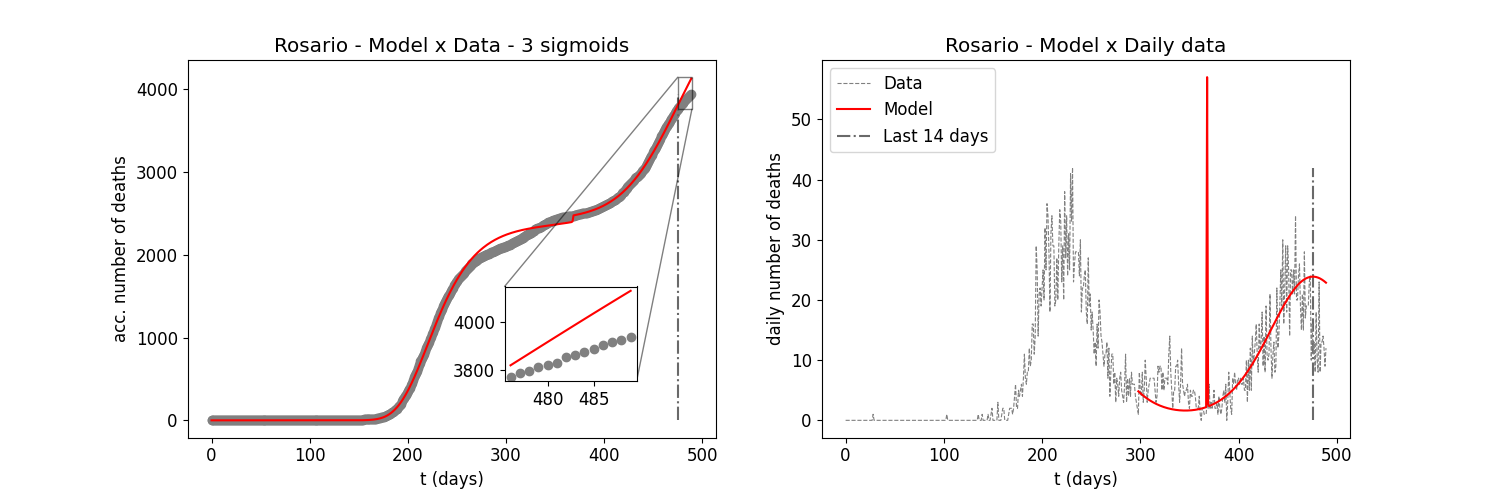 Rosario - Model x Data - 3 sigmoids
acc. number of deaths
4000
3000
2000
1000
0
4000
3800
480 485
0 100 200 300 400 500
t (days)
Rosario - Model x Daily data
Data
Model
Last 14 days
daily number of deaths
50
40
30
20
10
0
0 100 200 300 400 500
t (days)